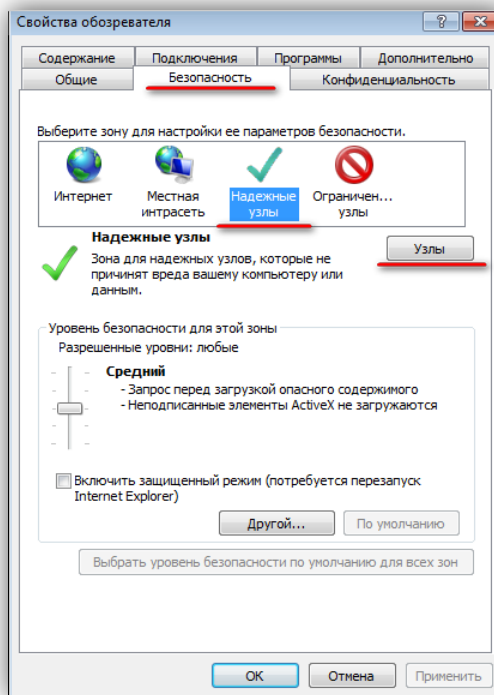 Свойства обозревателя
Содержание Подключения Программы Дополнительно
Общие Безопасность Конфиденциальность
Выберите зону для настройки ее параметров безопасности.
Интернет Местная интрасеть Надежные узлы Ограничен... узлы
Надежные узлы
Узлы
Зона для надежных узлов, которые не
причинят вреда вашему компьютеру или
данным.
Уровень безопасности для этой зоны
Разрешенные уровни: любые
Средний
- Запрос перед загрузкой опасного содержимого
- Неподписанные элементы ActiveX не загружаются
Включить защищенный режим (потребуется перезапуск
Internet Explorer)
Другой... По умолчанию
Выбрать уровень безопасности по умолчанию для всех зон
OK Отмена Применить